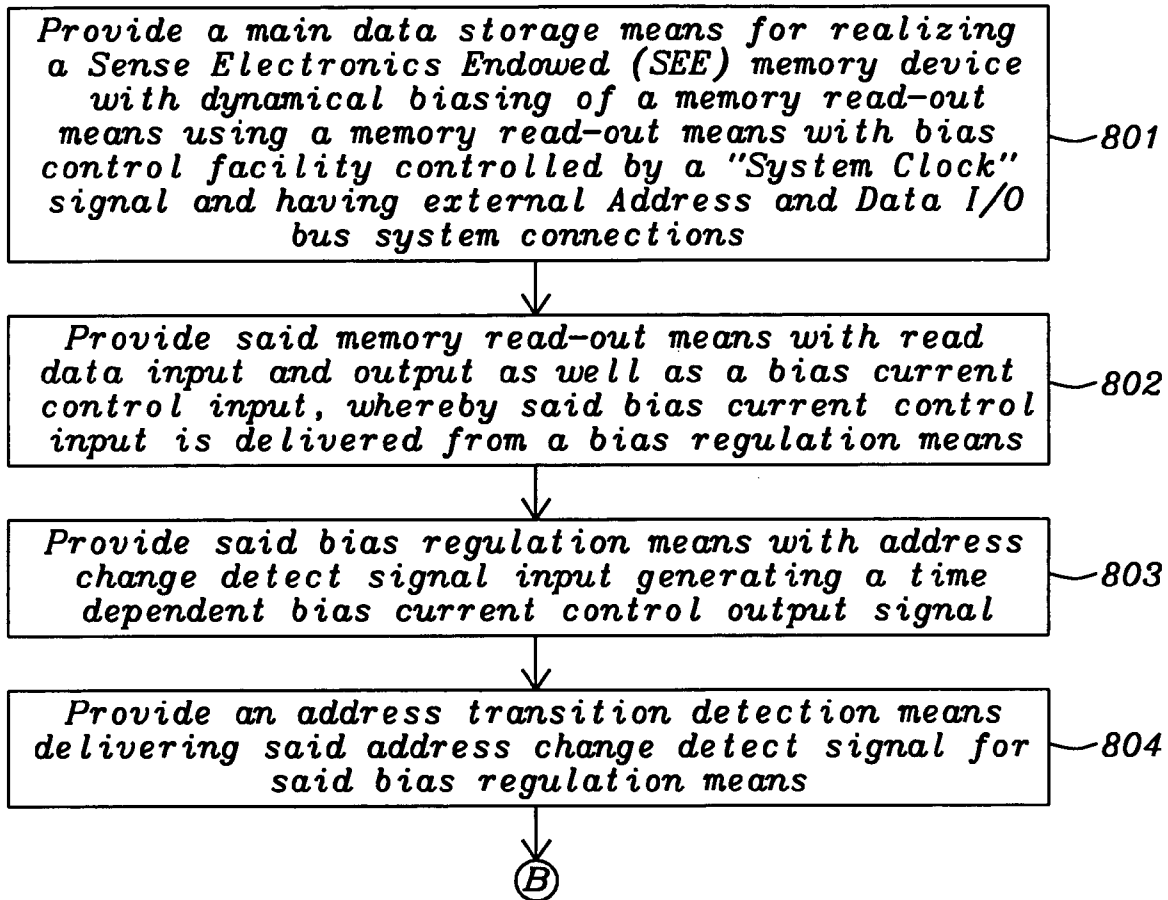 Provide a main data storage means for realizing
a Sense Electronics Endowed (SEE) memory device
with dynamical biasing of a memory read-out
means using a memory read-out means with bias
control facility controlled by a "System Clock"
signal and having external Address and Data I/O
bus system connections
801
Provide said memory read-out means with read
data input and output as well as a bias current
control input, whereby said bias current control
input is delivered from a bias regulation means
802
Provide said bias regulation means with address
change detect signal input generating a time
dependent bias current control output signal
803
Provide an address transition detection means
delivering said address change detect signal for
said bias regulation means
804
B